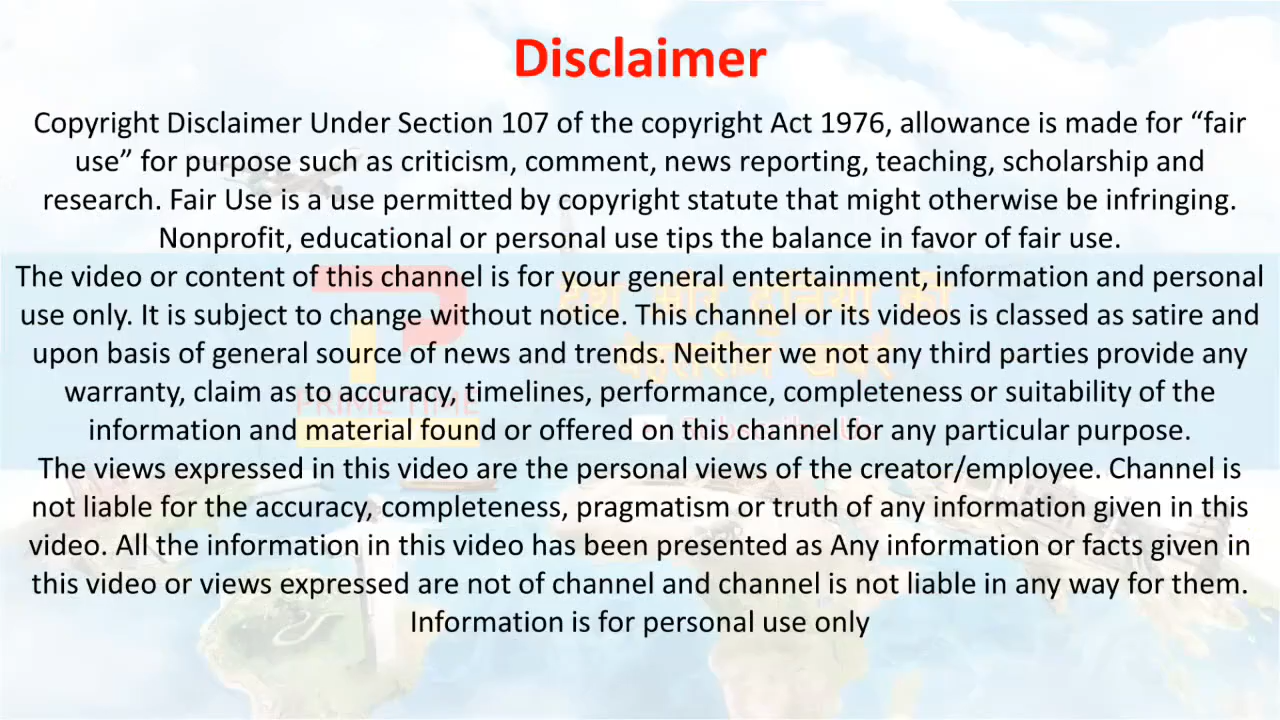 Disclaimer
Copyright Disclaimer Under Section 107 of the copyright Act 1976, allowance is made for “fair
use” for purpose such as criticism, comment, news reporting, teaching, scholarship and
research. Fair Use is a use permitted by copyright statute that might otherwise be infringing.
Nonprofit, educational or personal use tips the balance in favor of fair use.
The video or content of this channel is for your general entertainment, information and personal
use only. It is subject to change without notice. This channel or its videos is classed as satire and
upon basis of general source of news and trends. Neither we not any third parties provide any
warranty, claim as to accuracy, timelines, performance, completeness or suitability of the
information and material found or offered on this channel for any particular purpose.
The views expressed in this video are the personal views of the creator/employee. Channel is
not liable for the accuracy, completeness, pragmatism or truth of any information given in this
video. All the information in this video has been presented as Any information or facts given in
this video or views expressed are not of channel and channel is not liable in any way for them.
Information is for personal use only
PRIME TIME